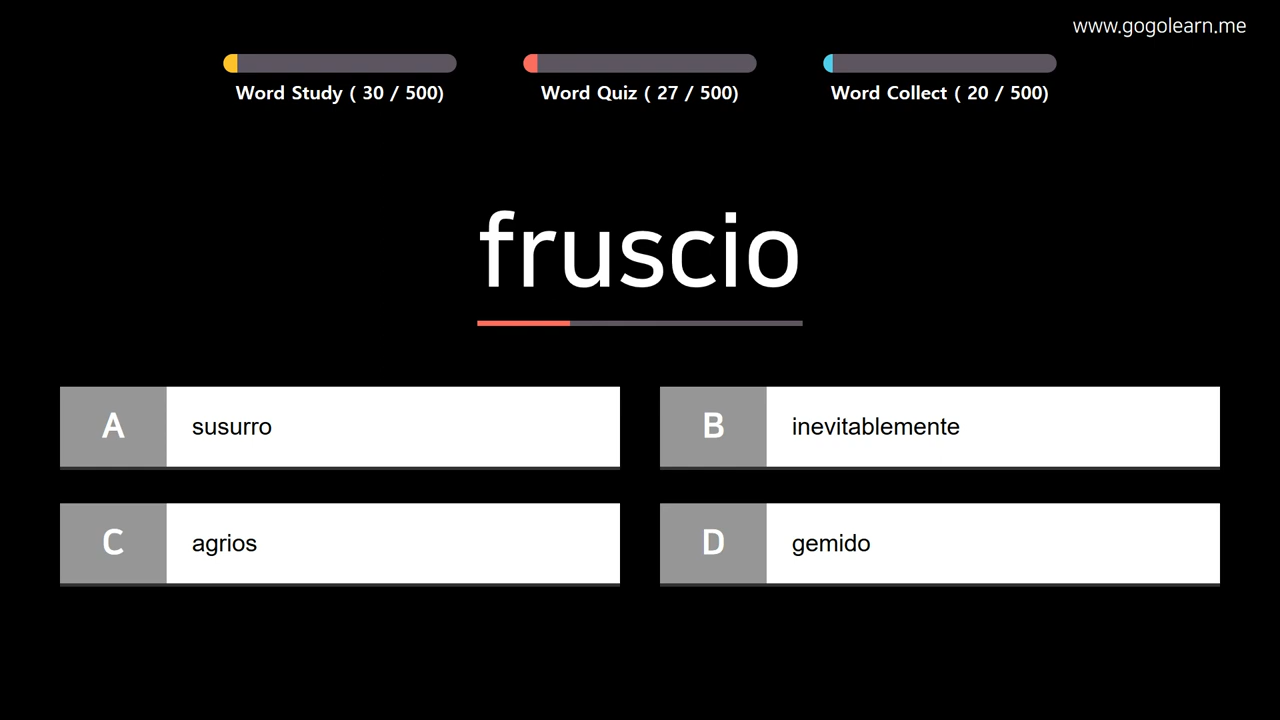 www.gogolearn.me
Word Study ( 30 / 500)
Word Quiz ( 27 / 500)
Word Collect ( 20 / 500)
fruscio
A
susurro
B
inevitablemente
C
agrios
D
gemido